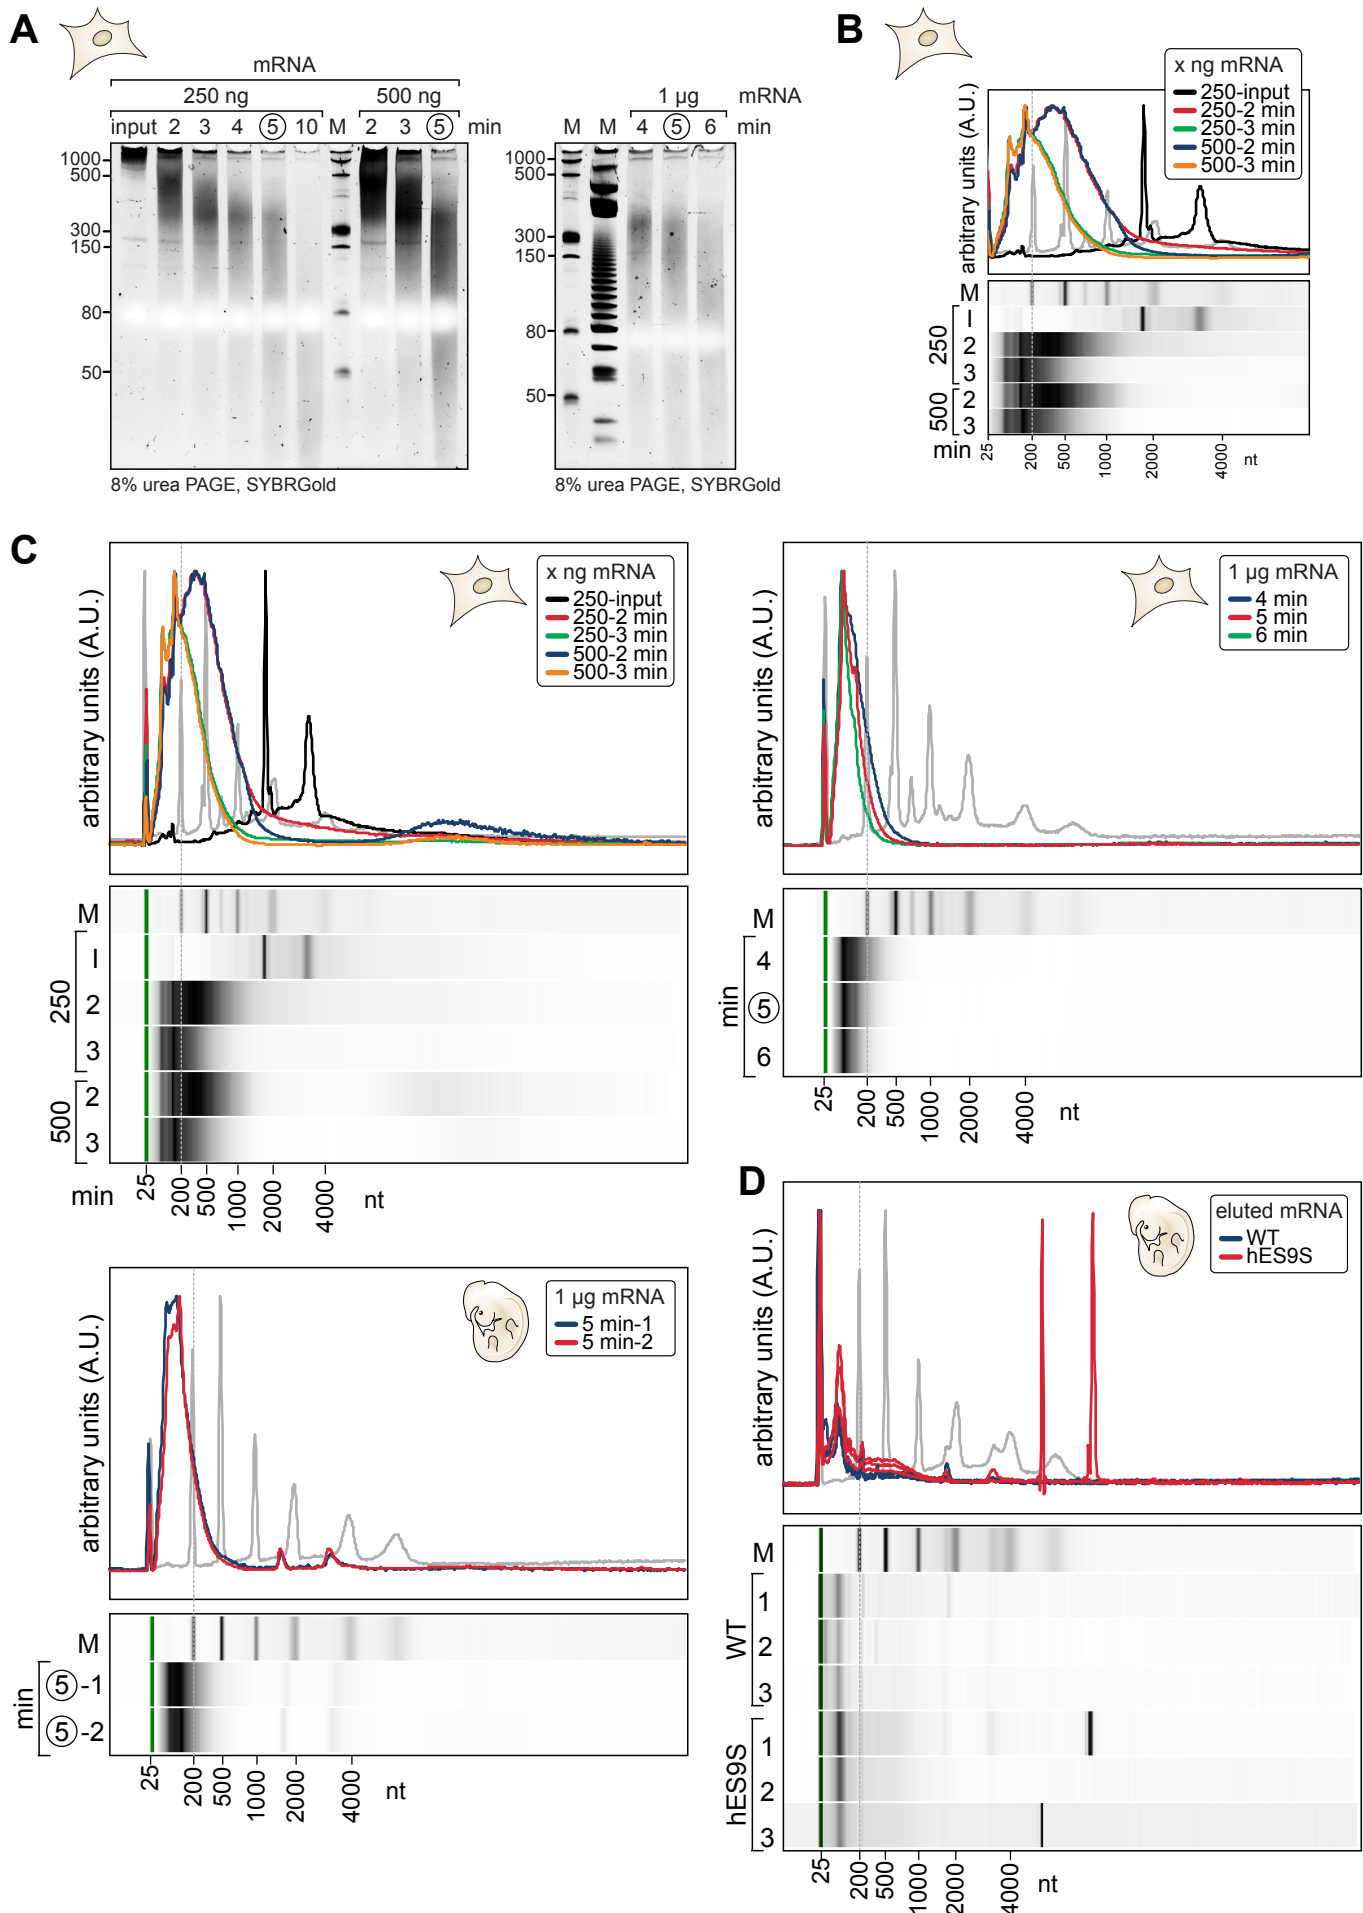 A
mRNA
250 ng
500 ng
input 2 3 4 5 10 M 2 3 5 min
1000
500
300
150
80
50
8% urea PAGE, SYBRGold
1 µg mRNA
M M 4 5 6 min
1000
500
300
150
80
50
8% urea PAGE, SYBRGold
B
arbitrary units (A.U.)
x ng mRNA
250-input
250-2 min
250-3 min
500-2 min
500-3 min
M
I
250
2
3
500
2
3
min
25 200 500 1000 2000 4000 nt
C
arbitrary units (A.U.)
x ng mRNA
250-input
250-2 min
250-3 min
500-2 min
500-3 min
M
I
250
2
3
500
2
3
min
25 200 500 1000 2000 4000 nt
arbitrary units (A.U.)
1 µg mRNA
4 min
5 min
6 min
M
min
4
5
6
25 200 500 1000 2000 4000 nt
arbitrary units (A.U.)
1 µg mRNA
5 min-1
5 min-2
M
min
5-1
5-2
25 200 500 1000 2000 4000 nt
D
arbitrary units (A.U.)
eluted mRNA
WT
hES9S
M
WT
1
2
3
hES9S
1
2
3
25 200 500 1000 2000 4000 nt